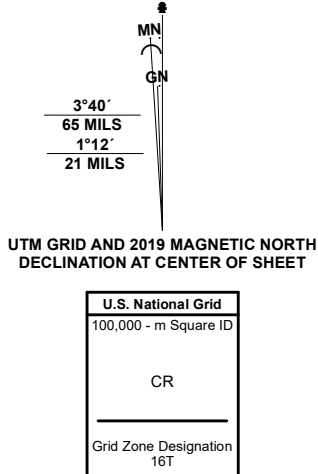 MN
GN
3°40´
65 MILS
1°12´
21 MILS
UTM GRID AND 2019 MAGNETIC NORTH
DECLINATION AT CENTER OF SHEET
U.S. National Grid
100,000 - m Square ID
CR
Grid Zone Designation
16T